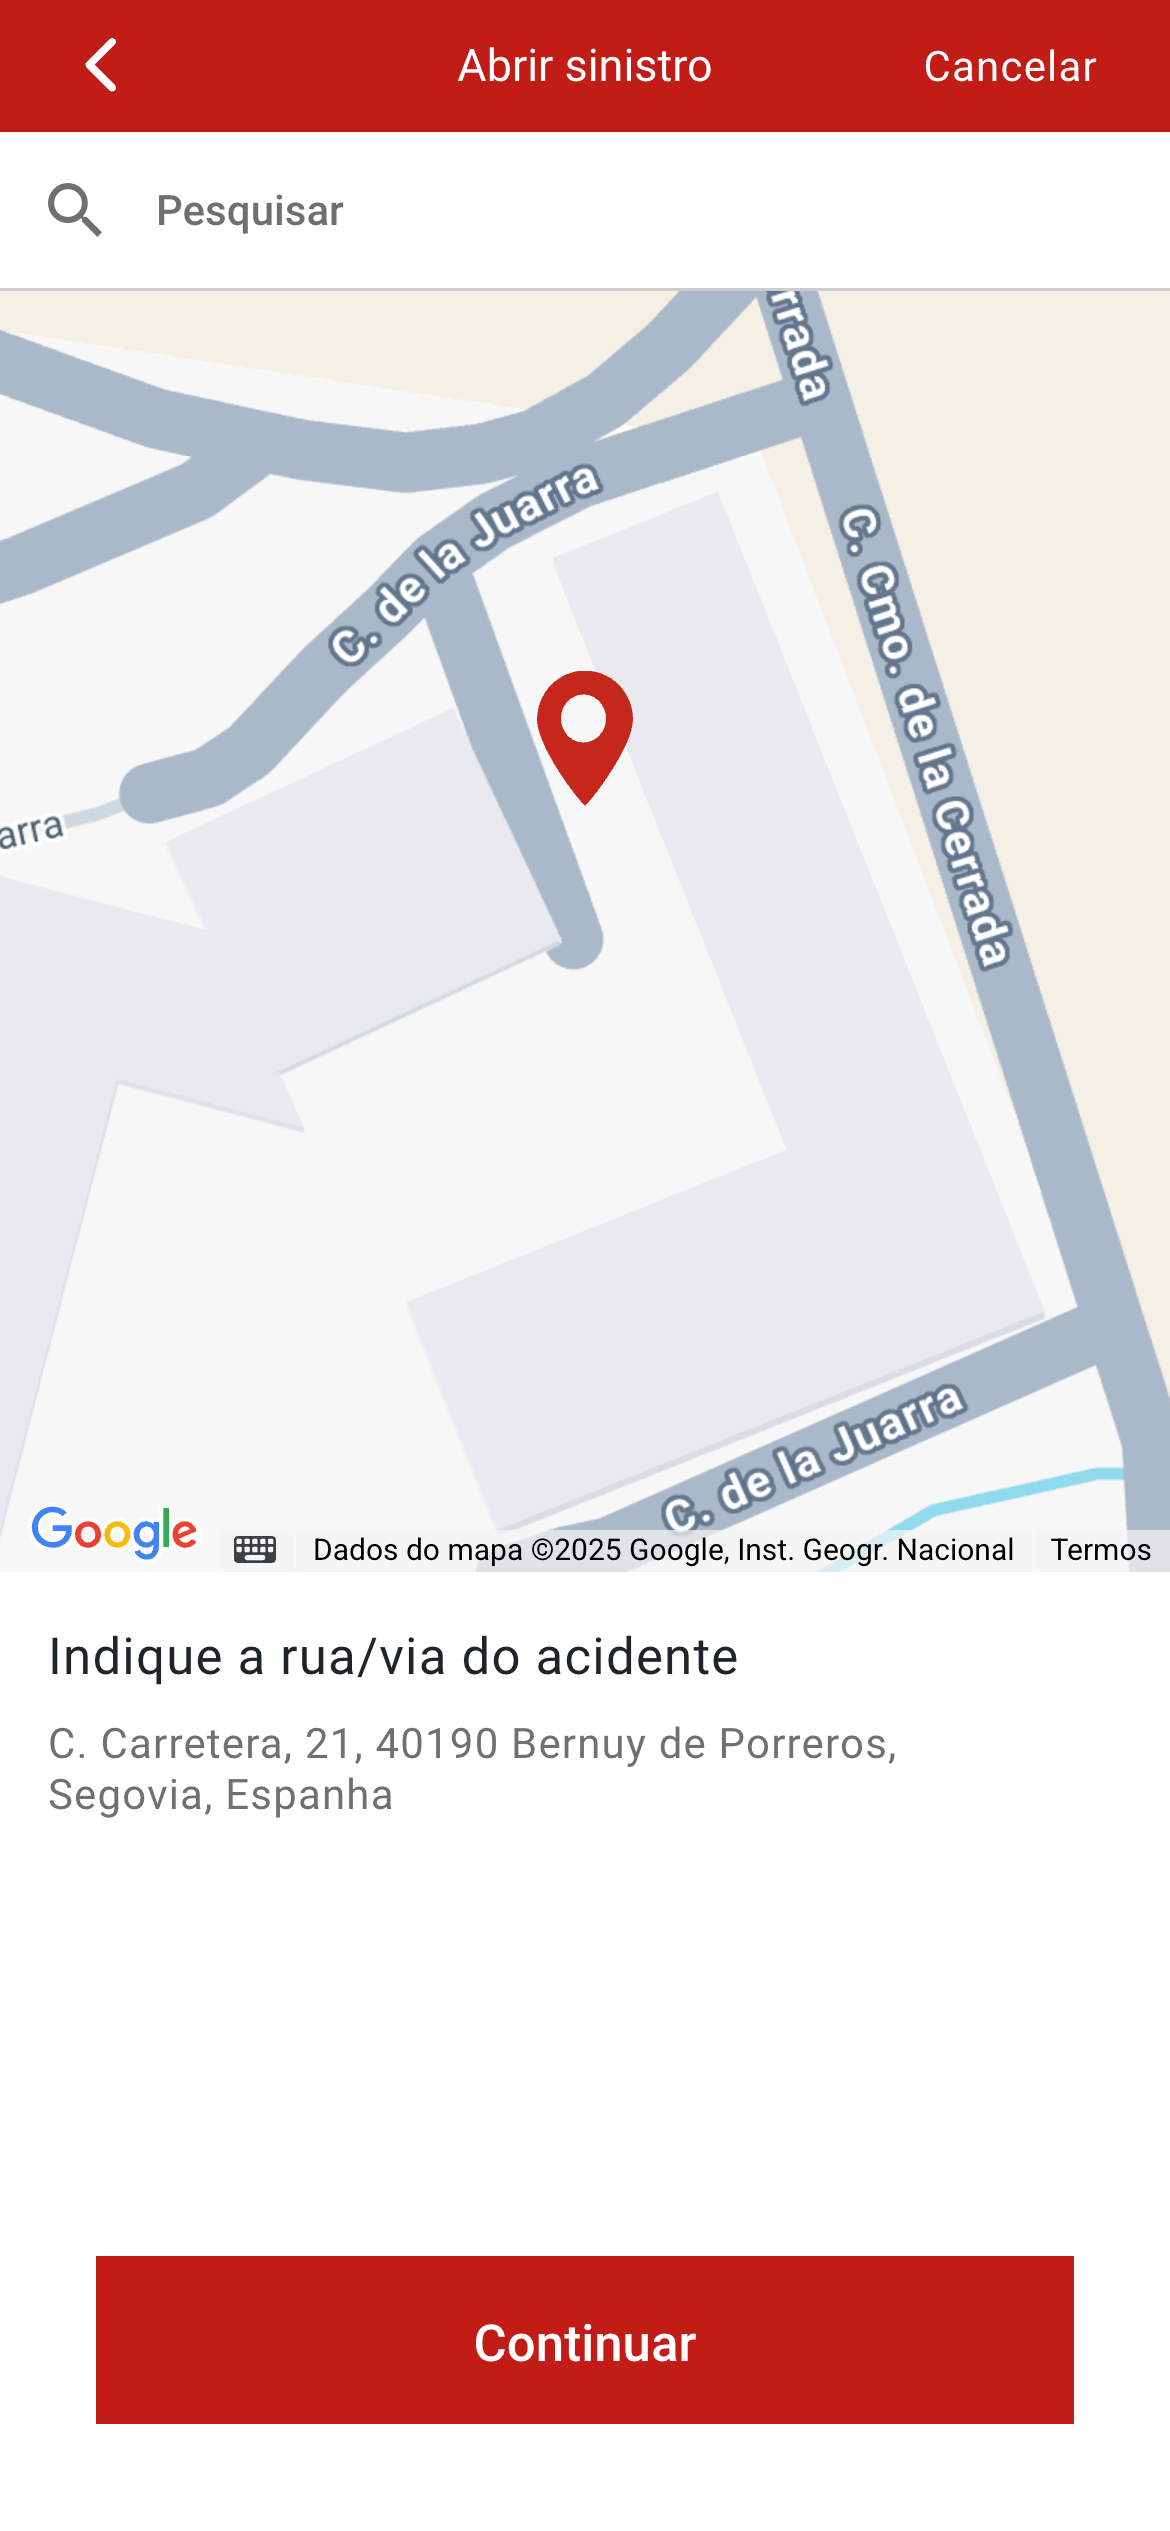 Abrir sinistro
Cancelar
Pesquisar
rrada
C. de la Juarra
C. Cmo. de la Cerrada
arra
C. de la Juarra
Google
Dados do mapa ©2025 Google, Inst. Geogr. Nacional
Termos
Indique a rua/via do acidente
C. Carretera, 21, 40190 Bernuy de Porreros,
Segovia, Espanha
Continuar